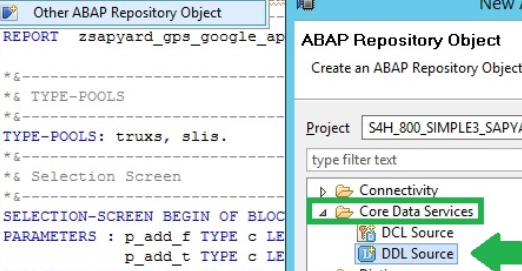 Other ABAP Repository Object
REPORT zsapyard_gps_google_ap
*&---------------------------------
*& TYPE-POOLS
*&---------------------------------
TYPE-POOLS: truxs, slis.
*&---------------------------------
*& Selection Screen
*&---------------------------------
SELECTION-SCREEN BEGIN OF BLOC
PARAMETERS : p_add_f TYPE c LE
p_add_t TYPE c LE
New A
ABAP Repository Object
Create an ABAP Repository Object
Project S4H_800_SIMPLE3_SAPYA
type filter text
Connectivity
Core Data Services
DCL Source
DDL Source